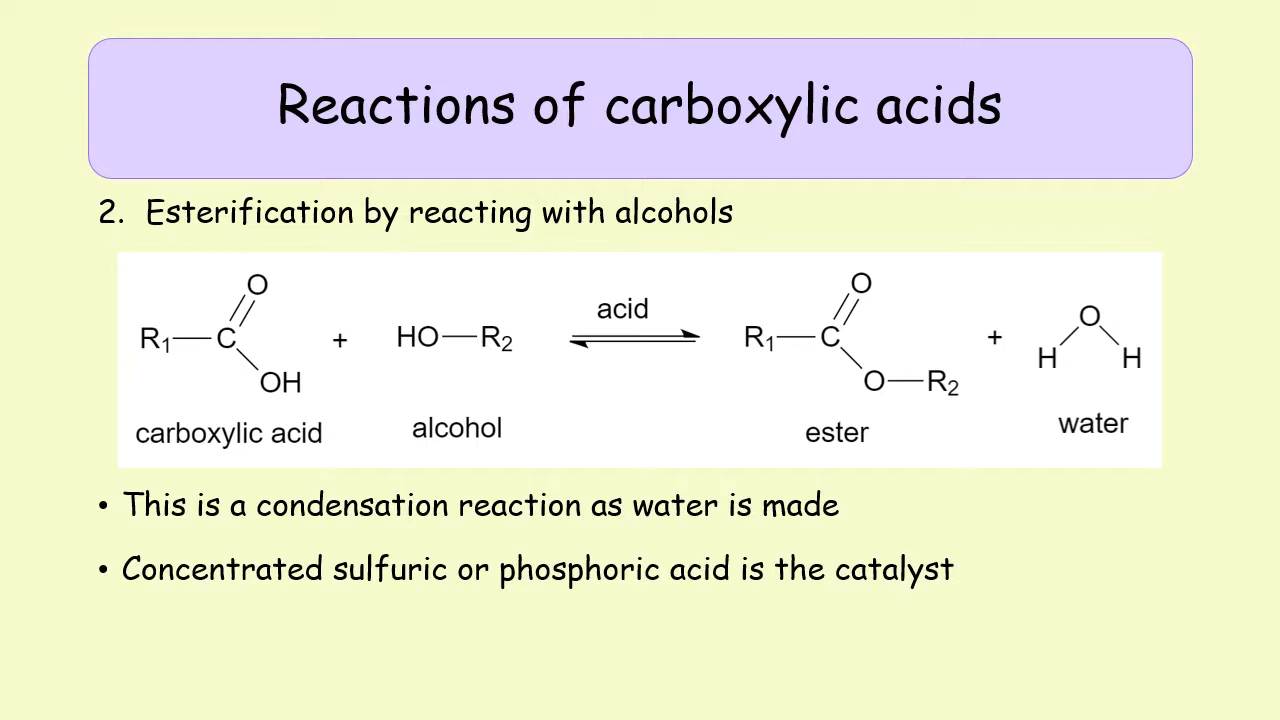 Reactions of carboxylic acids
2. Esterification by reacting with alcohols
O O
acid O
R₁ C + HO R₂ R₁ C + H H
OH O R₂
carboxylic acid alcohol ester water
• This is a condensation reaction as water is made
• Concentrated sulfuric or phosphoric acid is the catalyst